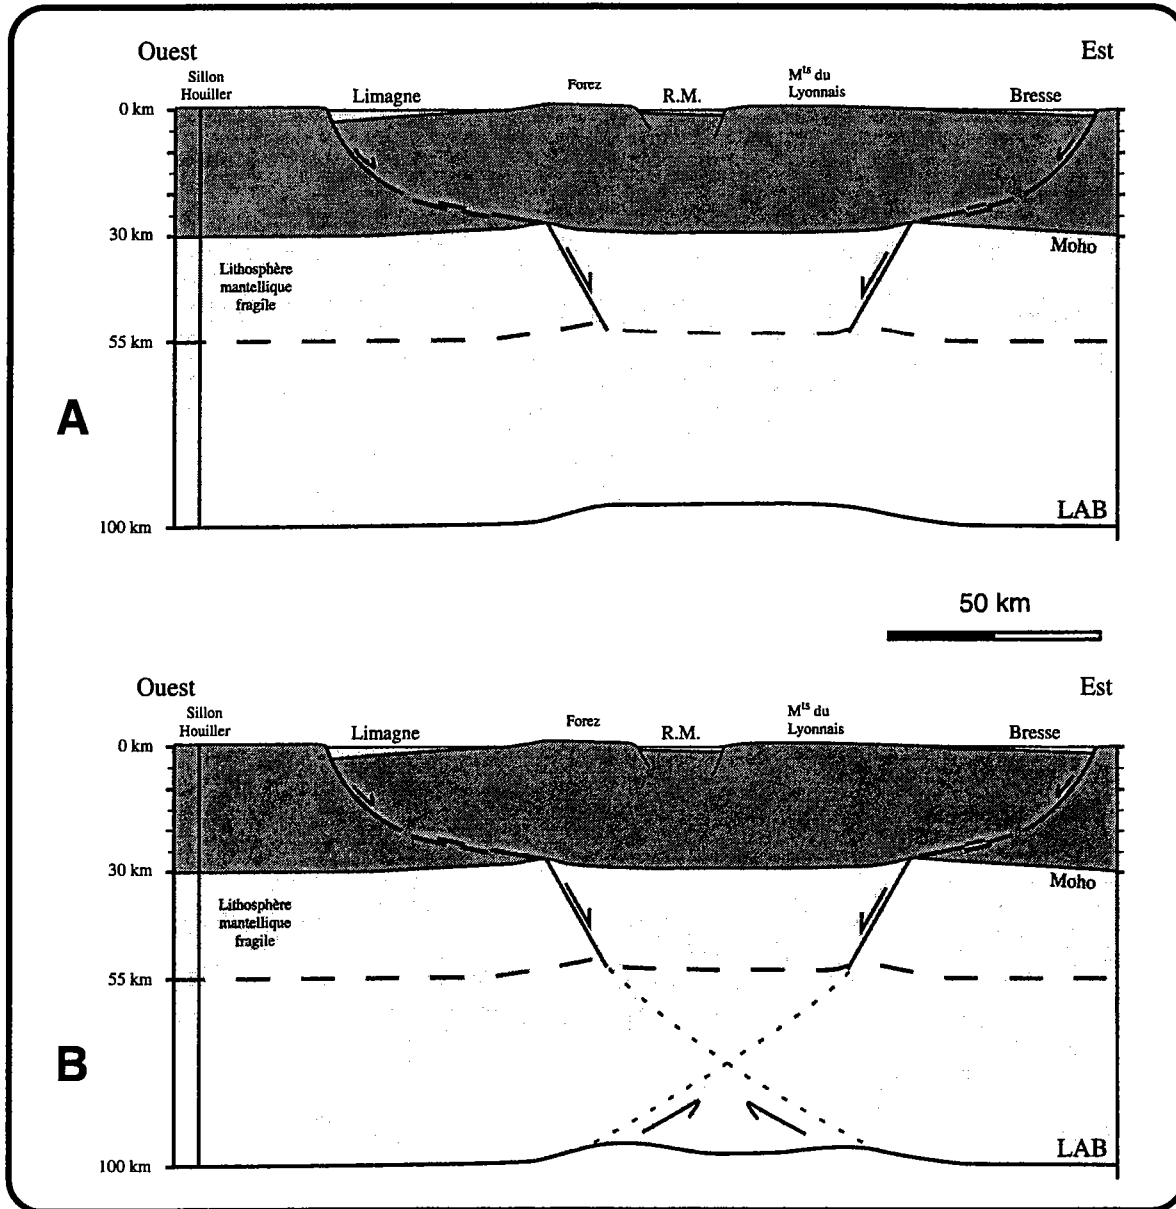 Ouest
Est
Sillon
Houiller
Limagne
Forez
R.M.
Mts du
Lyonnais
Bresse
0 km
30 km
Moho
Lithosphère
mantellique
fragile
55 km
A
100 km
LAB
50 km
Ouest
Est
Sillon
Houiller
Limagne
Forez
R.M.
Mts du
Lyonnais
Bresse
0 km
30 km
Moho
Lithosphère
mantellique
fragile
55 km
B
100 km
LAB